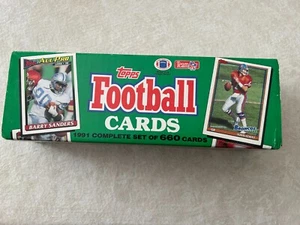 All-Pro
BARRY SANDERS
Topps
Football
CARDS
1991 COMPLETE SET OF 660 CARDS